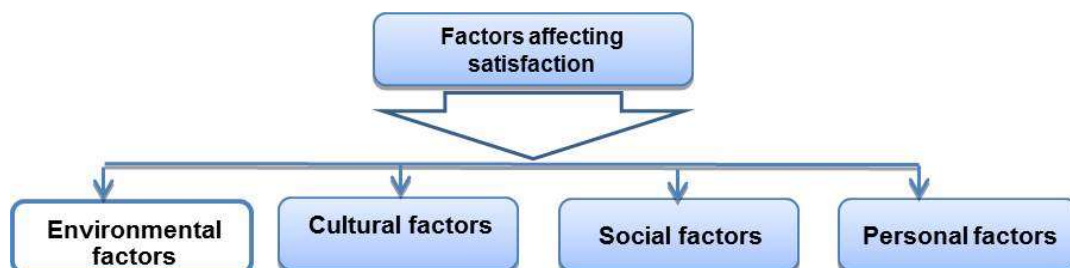 Factors affecting
satisfaction
Environmental
factors
Cultural factors
Social factors
Personal factors